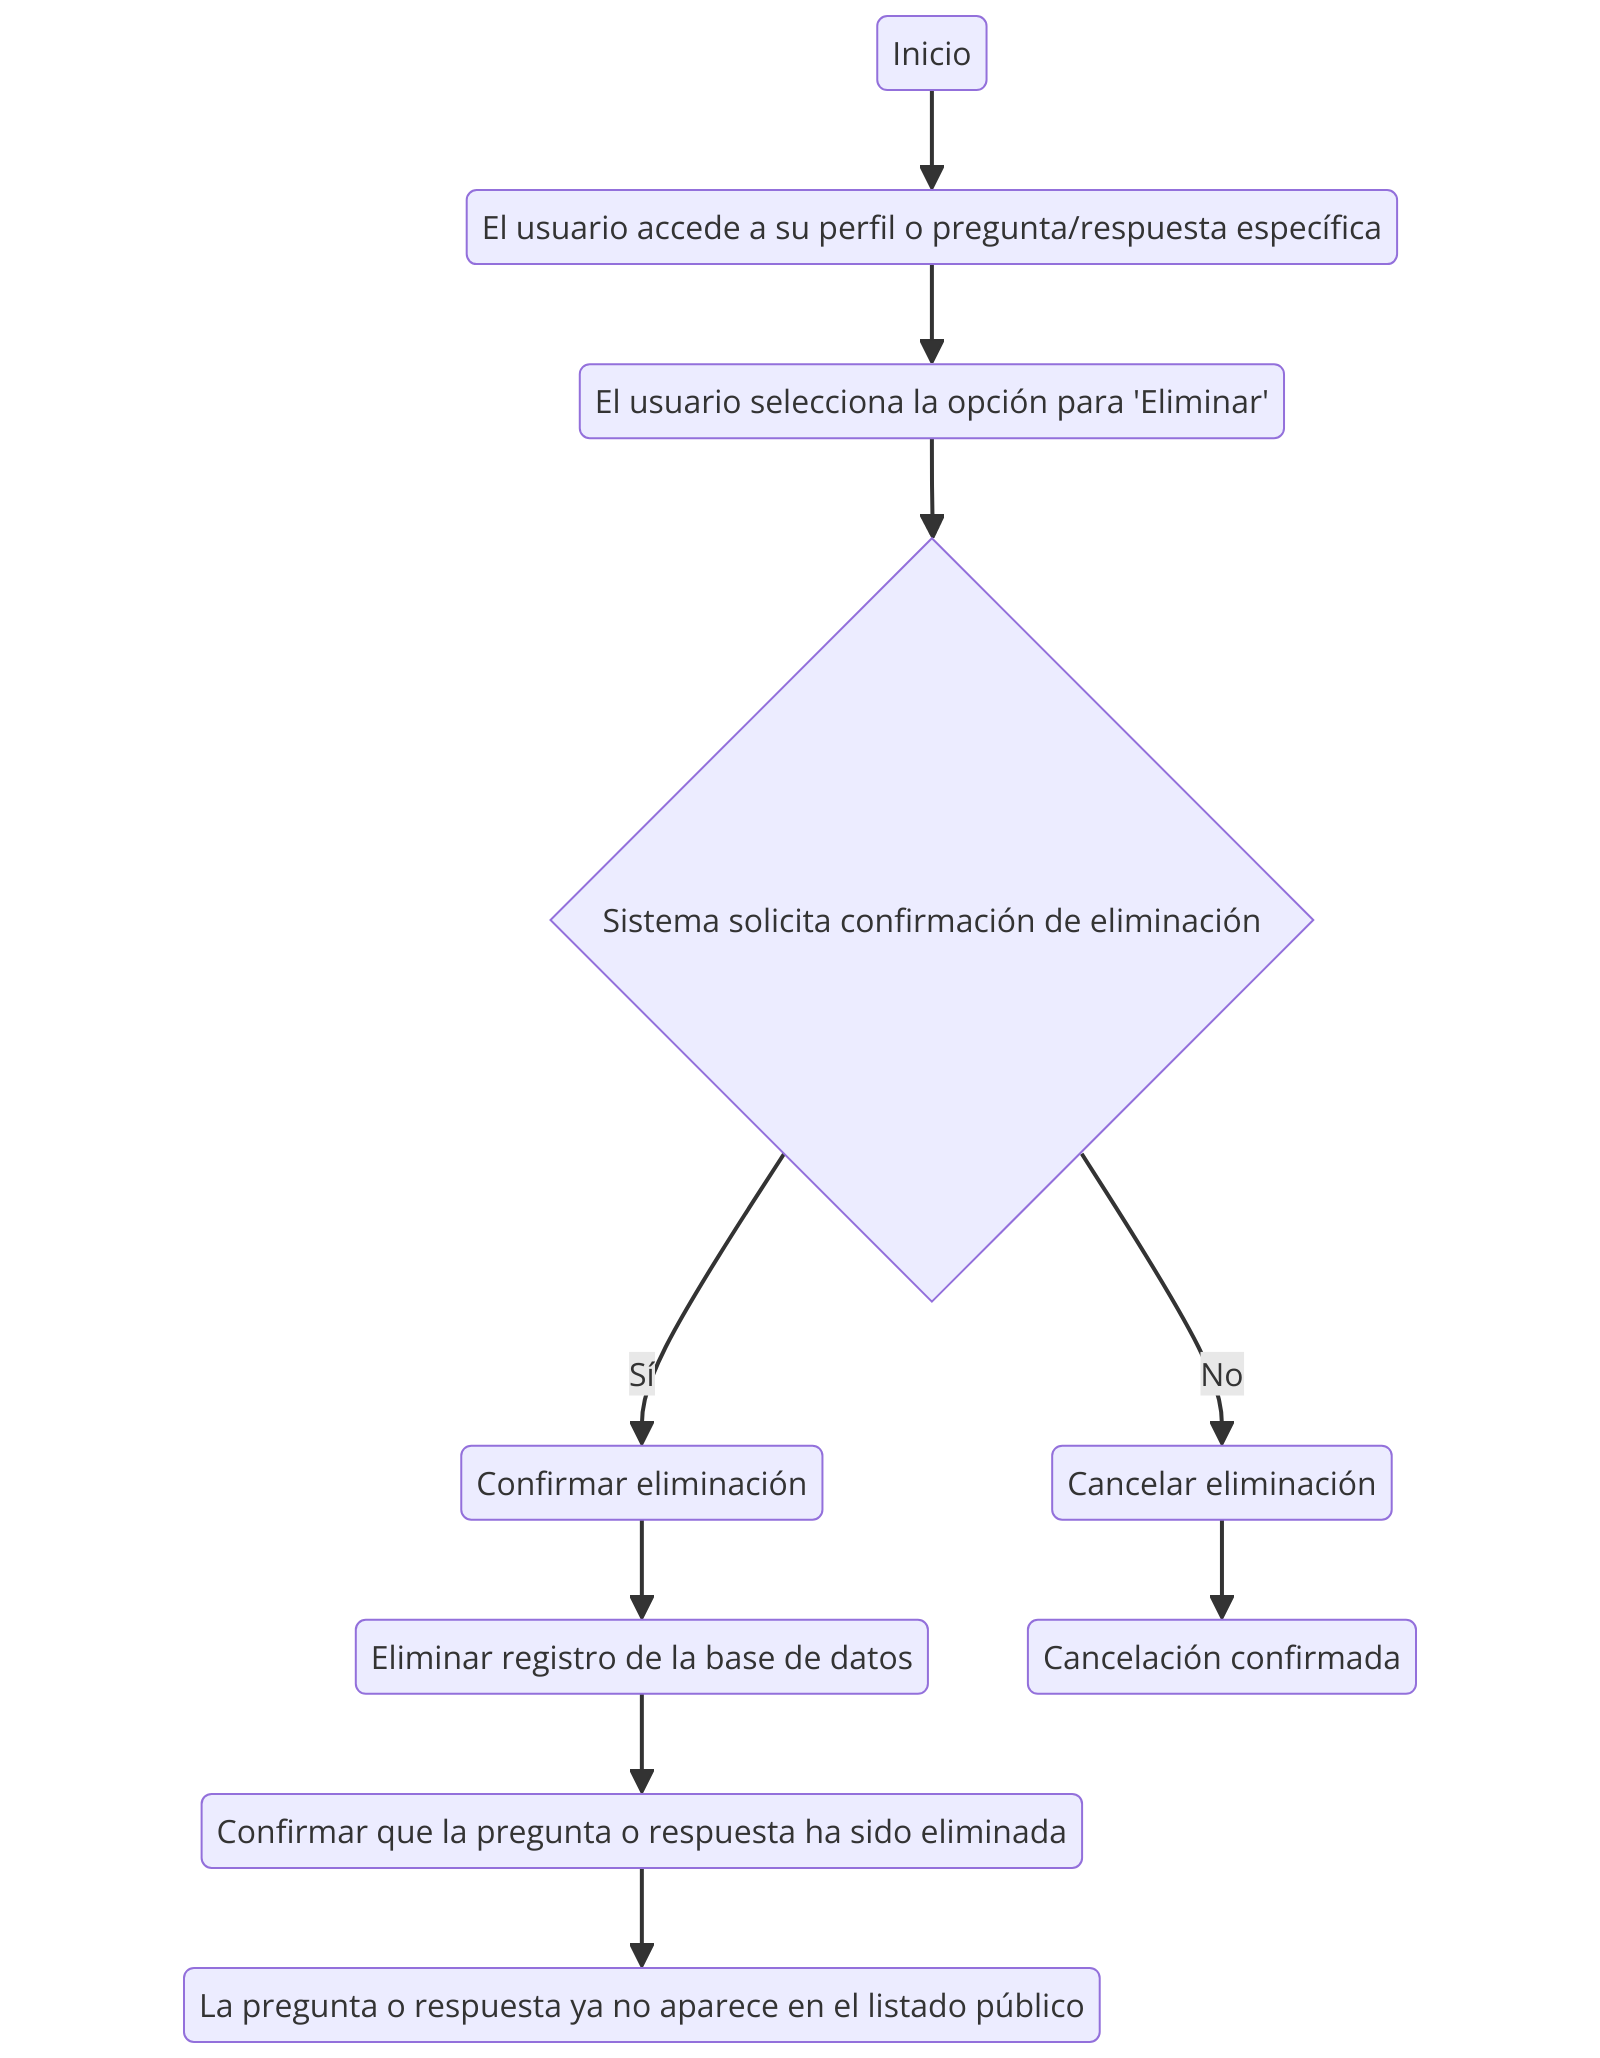 Inicio
El usuario accede a su perfil o pregunta/respuesta específica
El usuario selecciona la opción para 'Eliminar'
Sistema solicita confirmación de eliminación
Sí
No
Confirmar eliminación
Cancelar eliminación
Eliminar registro de la base de datos
Cancelación confirmada
Confirmar que la pregunta o respuesta ha sido eliminada
La pregunta o respuesta ya no aparece en el listado público